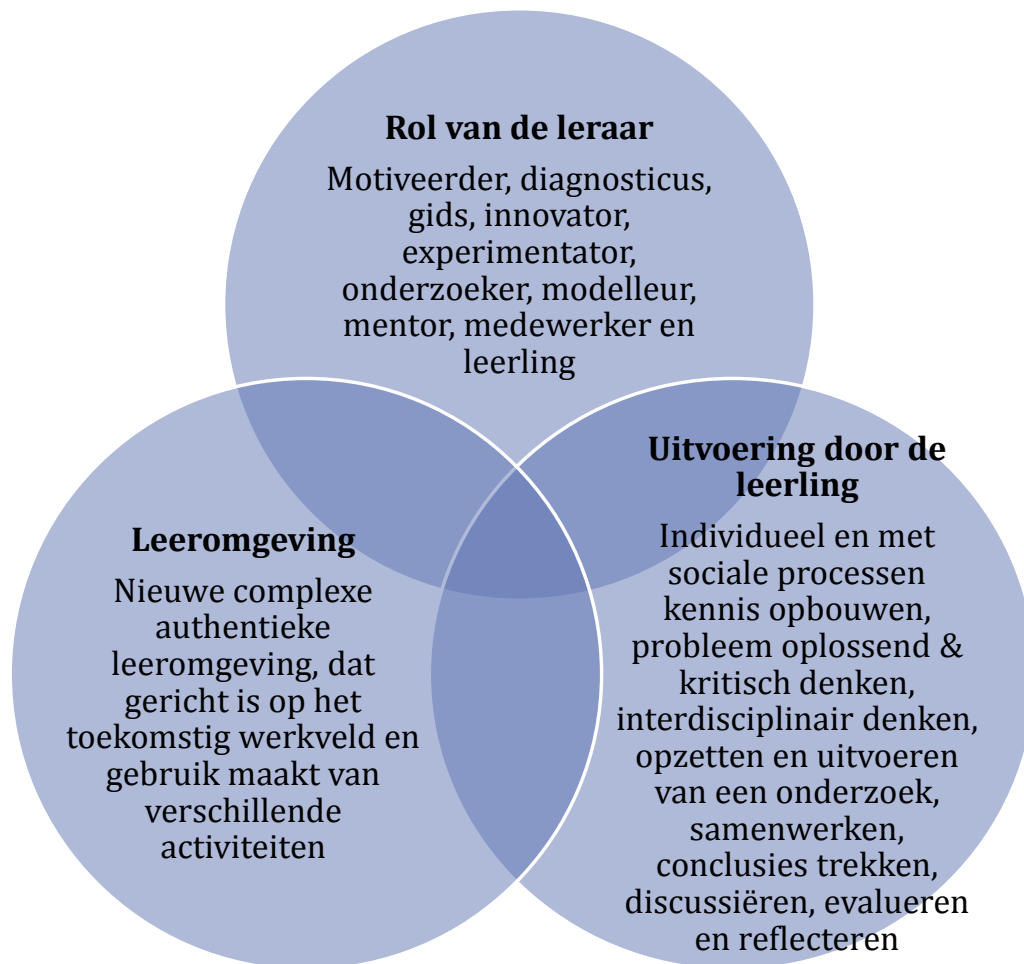 Rol van de leraar
Motiveerder, diagnosticus,
gids, innovator,
experimentator,
onderzoeker, modelleur,
mentor, medewerker en
leerling
Leeromgeving
Nieuwe complexe
authentieke
leeromgeving, dat
gericht is op het
toekomstig werkveld en
gebruik maakt van
verschillende
activiteiten
Uitvoering door de
leerling
Individueel en met
sociale processen
kennis opbouwen,
probleem oplossend &
kritisch denken,
interdisciplinair denken,
opzetten en uitvoeren
van een onderzoek,
samenwerken,
conclusies trekken,
discussiëren, evalueren
en reflecteren